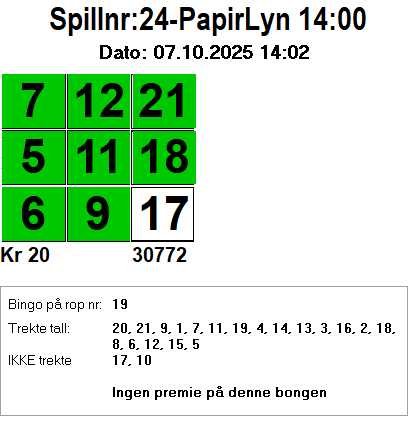 Spillnr:24-PapirLyn 14:00
Dato: 07.10.2025 14:02
7 12 21
5 11 18
6 9 17
Kr 20 30772
Bingo på rop nr: 19
Trekte tall: 20, 21, 9, 1, 7, 11, 19, 4, 14, 13, 3, 16, 2, 18,
8, 6, 12, 15, 5
IKKE trekte 17, 10
Ingen premie på denne bongen